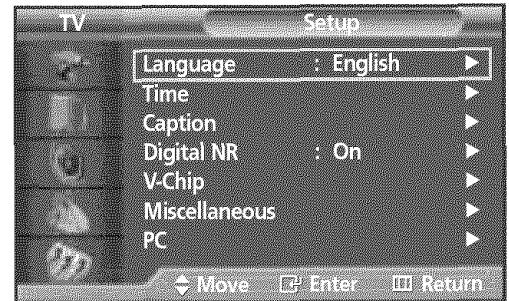 TV Setup
Language : English
Time
Caption
Digital NR : On
V-Chip
Miscellaneous
PC
Move Enter Return